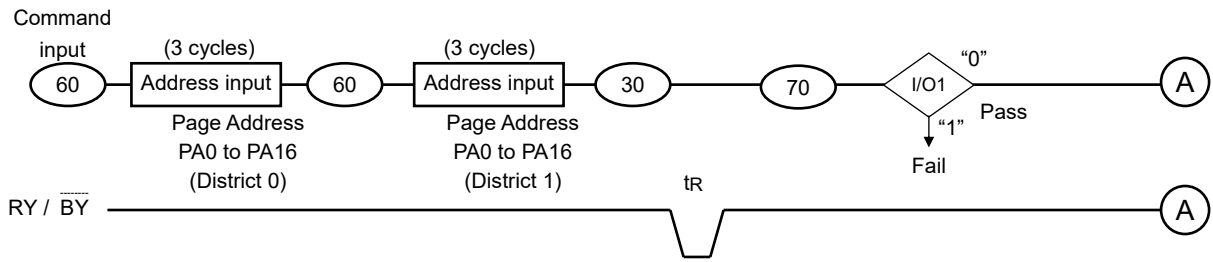 Command
input
(3 cycles)
(3 cycles)
60
Address input
60
Address input
30
70
I/O1
“0”
Pass
“1”
Fail
A
Page Address
PA0 to PA16
(District 0)
Page Address
PA0 to PA16
(District 1)
tR
RY / BY
A